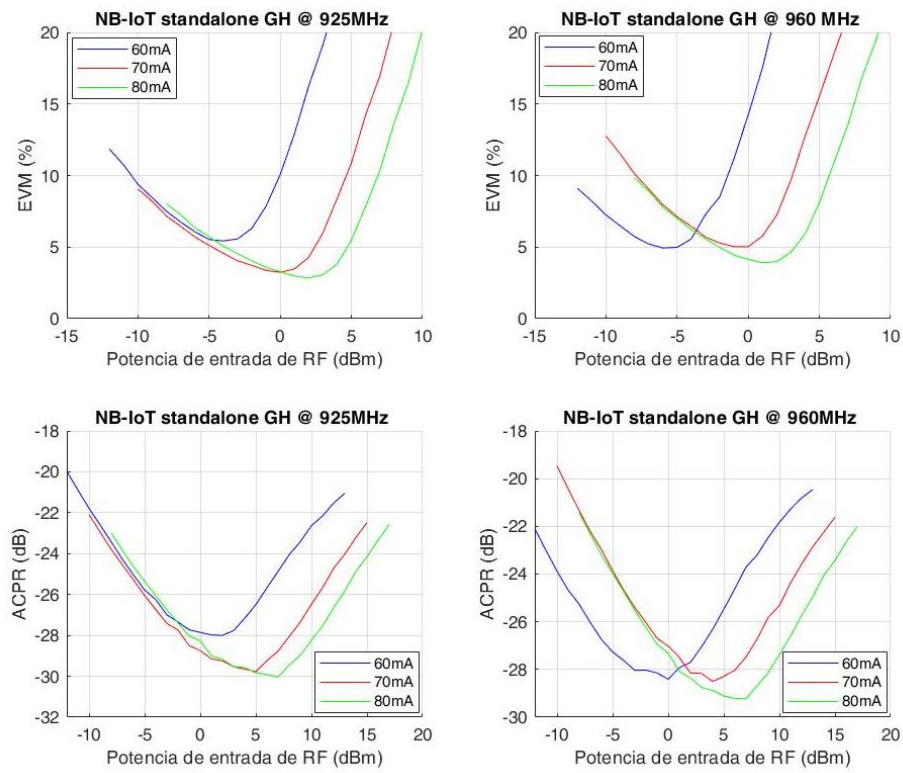 NB-IoT standalone GH @ 925MHz
20
15
10
5
0
EVM (%)
60mA
70mA
80mA
-15 -10 -5 0 5 10
Potencia de entrada de RF (dBm)
NB-IoT standalone GH @ 960 MHz
20
15
10
5
0
EVM (%)
60mA
70mA
80mA
-15 -10 -5 0 5 10
Potencia de entrada de RF (dBm)
NB-IoT standalone GH @ 925MHz
-18
-20
-22
-24
-26
-28
-30
-32
ACPR (dB)
60mA
70mA
80mA
-10 -5 0 5 10 15 20
Potencia de entrada de RF (dBm)
NB-IoT standalone GH @ 960MHz
-18
-20
-22
-24
-26
-28
-30
ACPR (dB)
60mA
70mA
80mA
-10 -5 0 5 10 15 20
Potencia de entrada de RF (dBm)